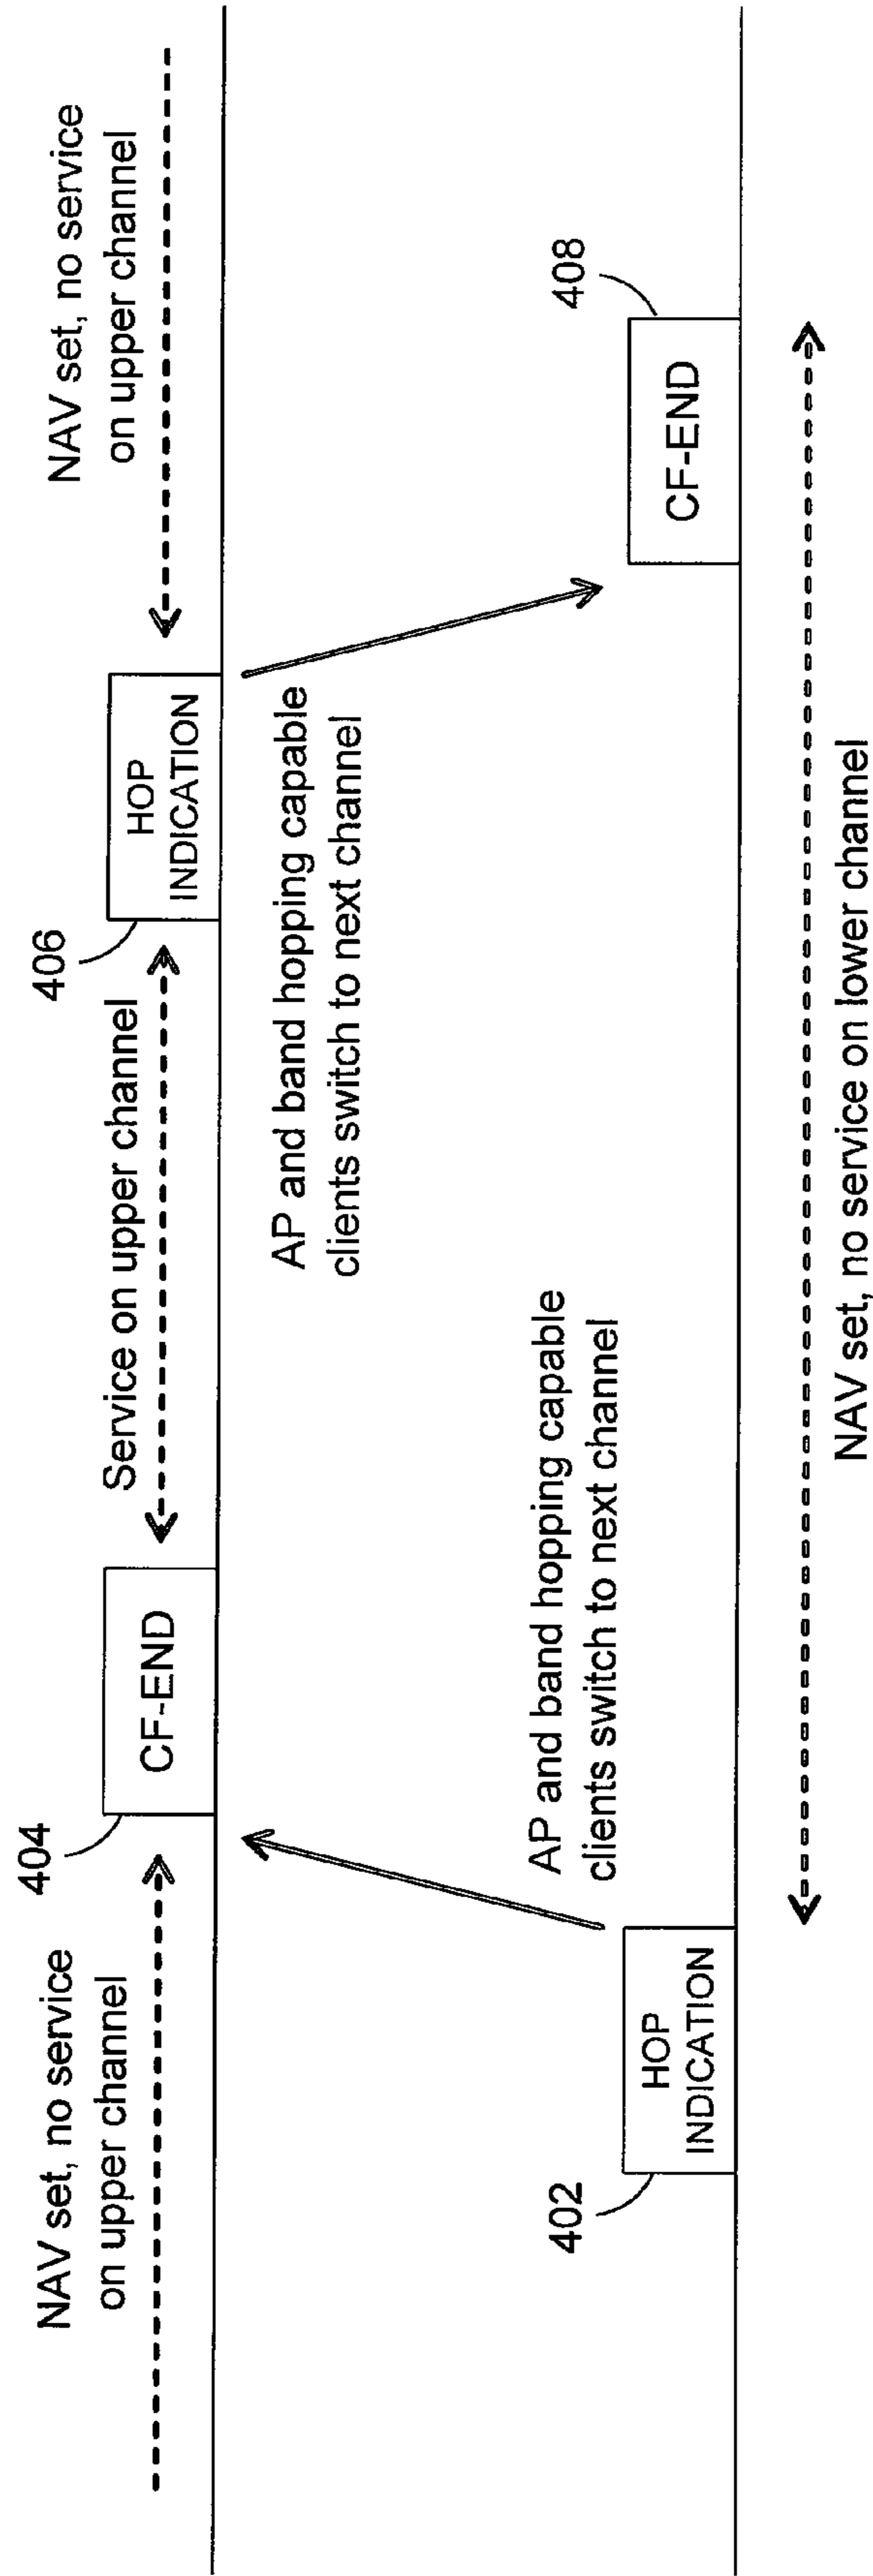 NAV set, no service
on upper channel
404
CF-END
Service on upper channel
406
HOP
INDICATION
NAV set, no service
on upper channel
AP and band hopping capable
clients switch to next channel
AP and band hopping capable
clients switch to next channel
402
HOP
INDICATION
408
CF-END
NAV set, no service on lower channel